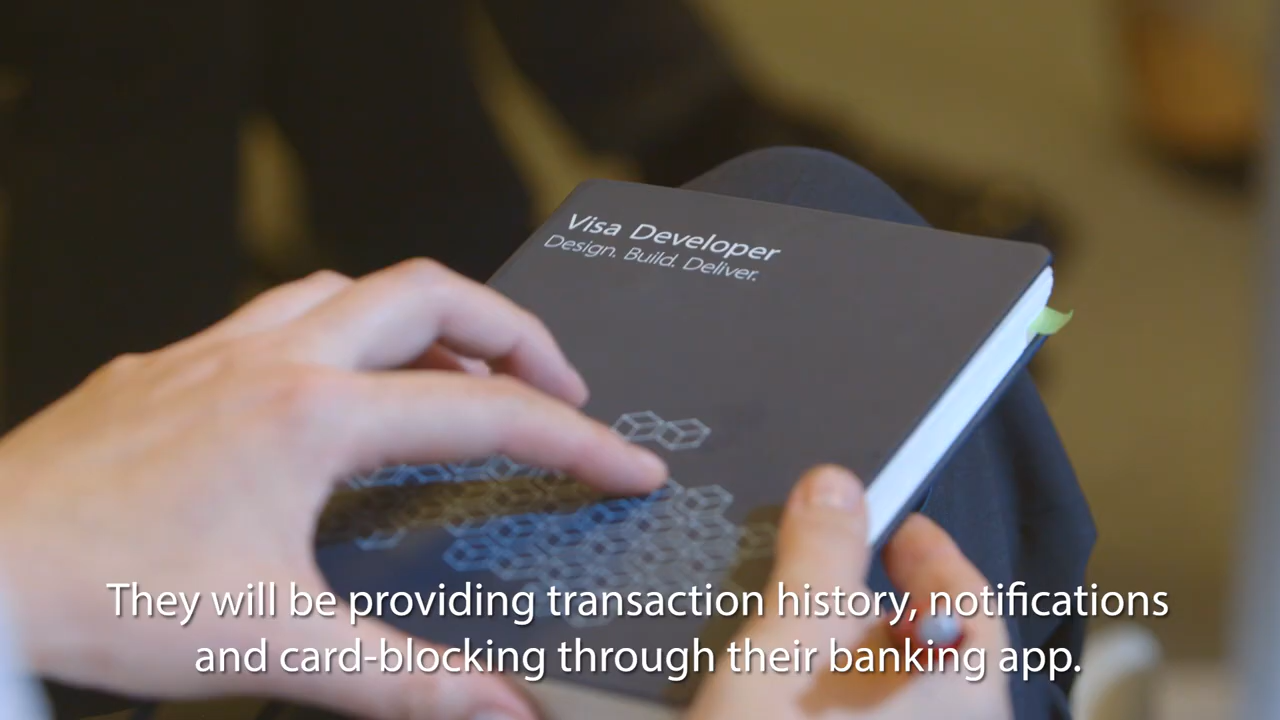 Visa Developer
Design. Build. Deliver.
They will be providing transaction history, notifications
and card-blocking through their banking app.